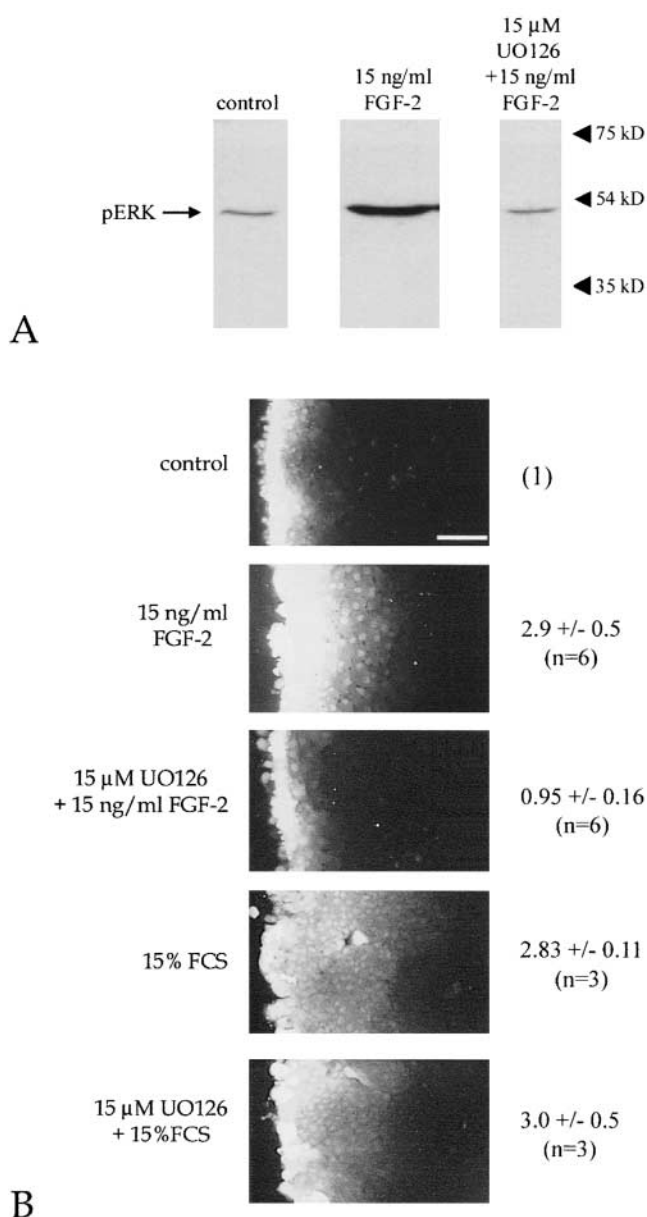 15 µM
UO126
15 ng/ml +15 ng/ml
control FGF-2 FGF-2
75 kD
pERK
54 kD
35 kD
A
control
(1)
15 ng/ml
FGF-2
2.9 +/- 0.5
(n=6)
15 µM UO126
+ 15 ng/ml FGF-2
0.95 +/- 0.16
(n=6)
15% FCS
2.83 +/- 0.11
(n=3)
15 µM UO126
+ 15%FCS
3.0 +/- 0.5
(n=3)
B